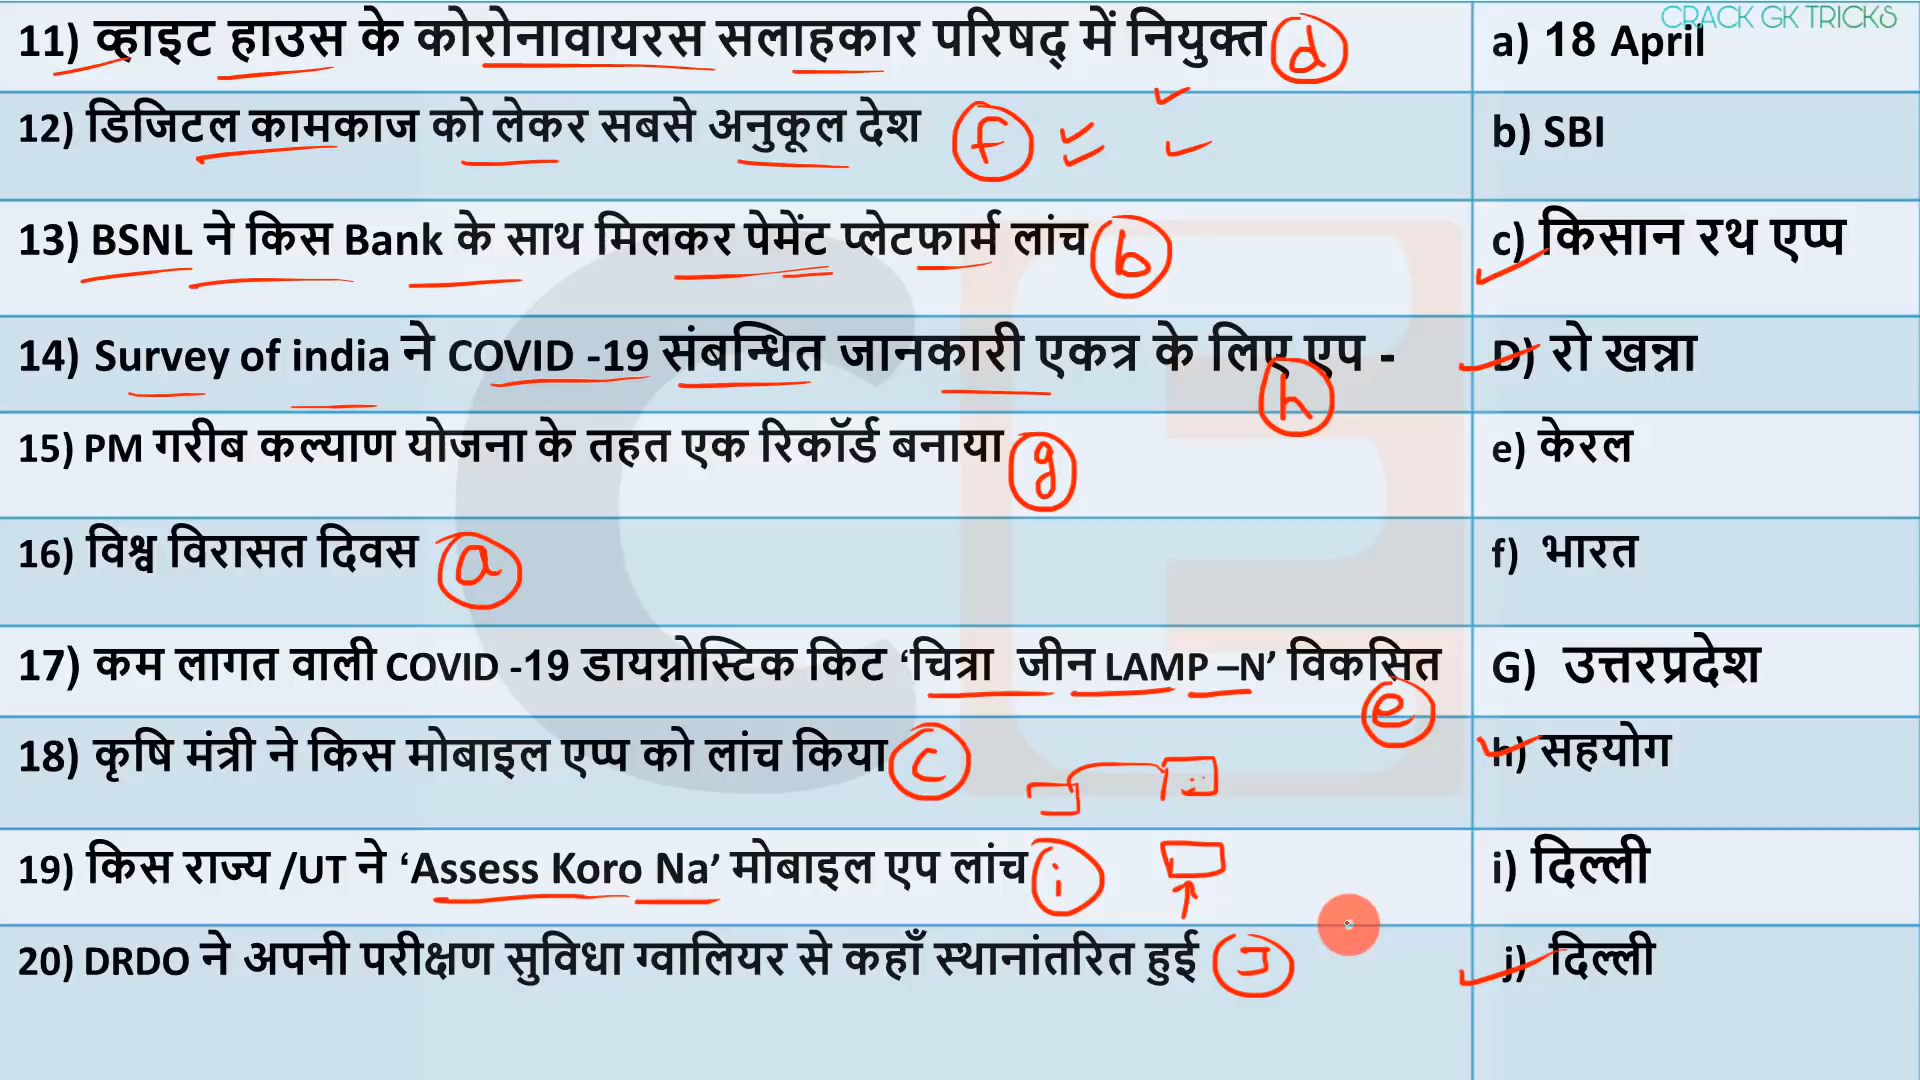 CRACK GK TRICKS
11) व्हाइट हाउस के कोरोनावायरस सलाहकार परिषद् में नियुक्त d a) 18 April
12) डिजिटल कामकाज को लेकर सबसे अनुकूल देश f b) SBI
13) BSNL ने किस Bank के साथ मिलकर पेमेंट प्लेटफार्म लांच b c) किसान रथ एप्प
14) Survey of india ने COVID -19 संबन्धित जानकारी एकत्र के लिए एप - h D) रो खन्ना
15) PM गरीब कल्याण योजना के तहत एक रिकॉर्ड बनाया g e) केरल
16) विश्व विरासत दिवस a f) भारत
17) कम लागत वाली COVID -19 डायग्नोस्टिक किट ‘चित्रा जीन LAMP –N’ विकसित e G) उत्तरप्रदेश
18) कृषि मंत्री ने किस मोबाइल एप्प को लांच किया c h) सहयोग
19) किस राज्य /UT ने ‘Assess Koro Na’ मोबाइल एप लांच i i) दिल्ली
20) DRDO ने अपनी परीक्षण सुविधा ग्वालियर से कहाँ स्थानांतरित हुई J j) दिल्ली